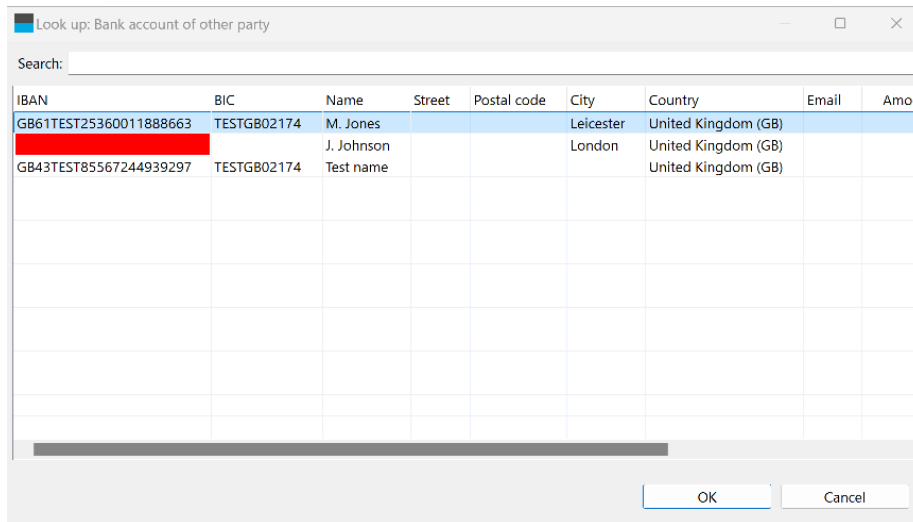 Look up: Bank account of other party
Search:
IBAN BIC Name Street Postal code City Country Email Amo
GB61TEST25360011888663 TESTGB02174 M. Jones Leicester United Kingdom (GB)
J. Johnson London United Kingdom (GB)
GB43TEST85567244939297 TESTGB02174 Test name United Kingdom (GB)
OK Cancel